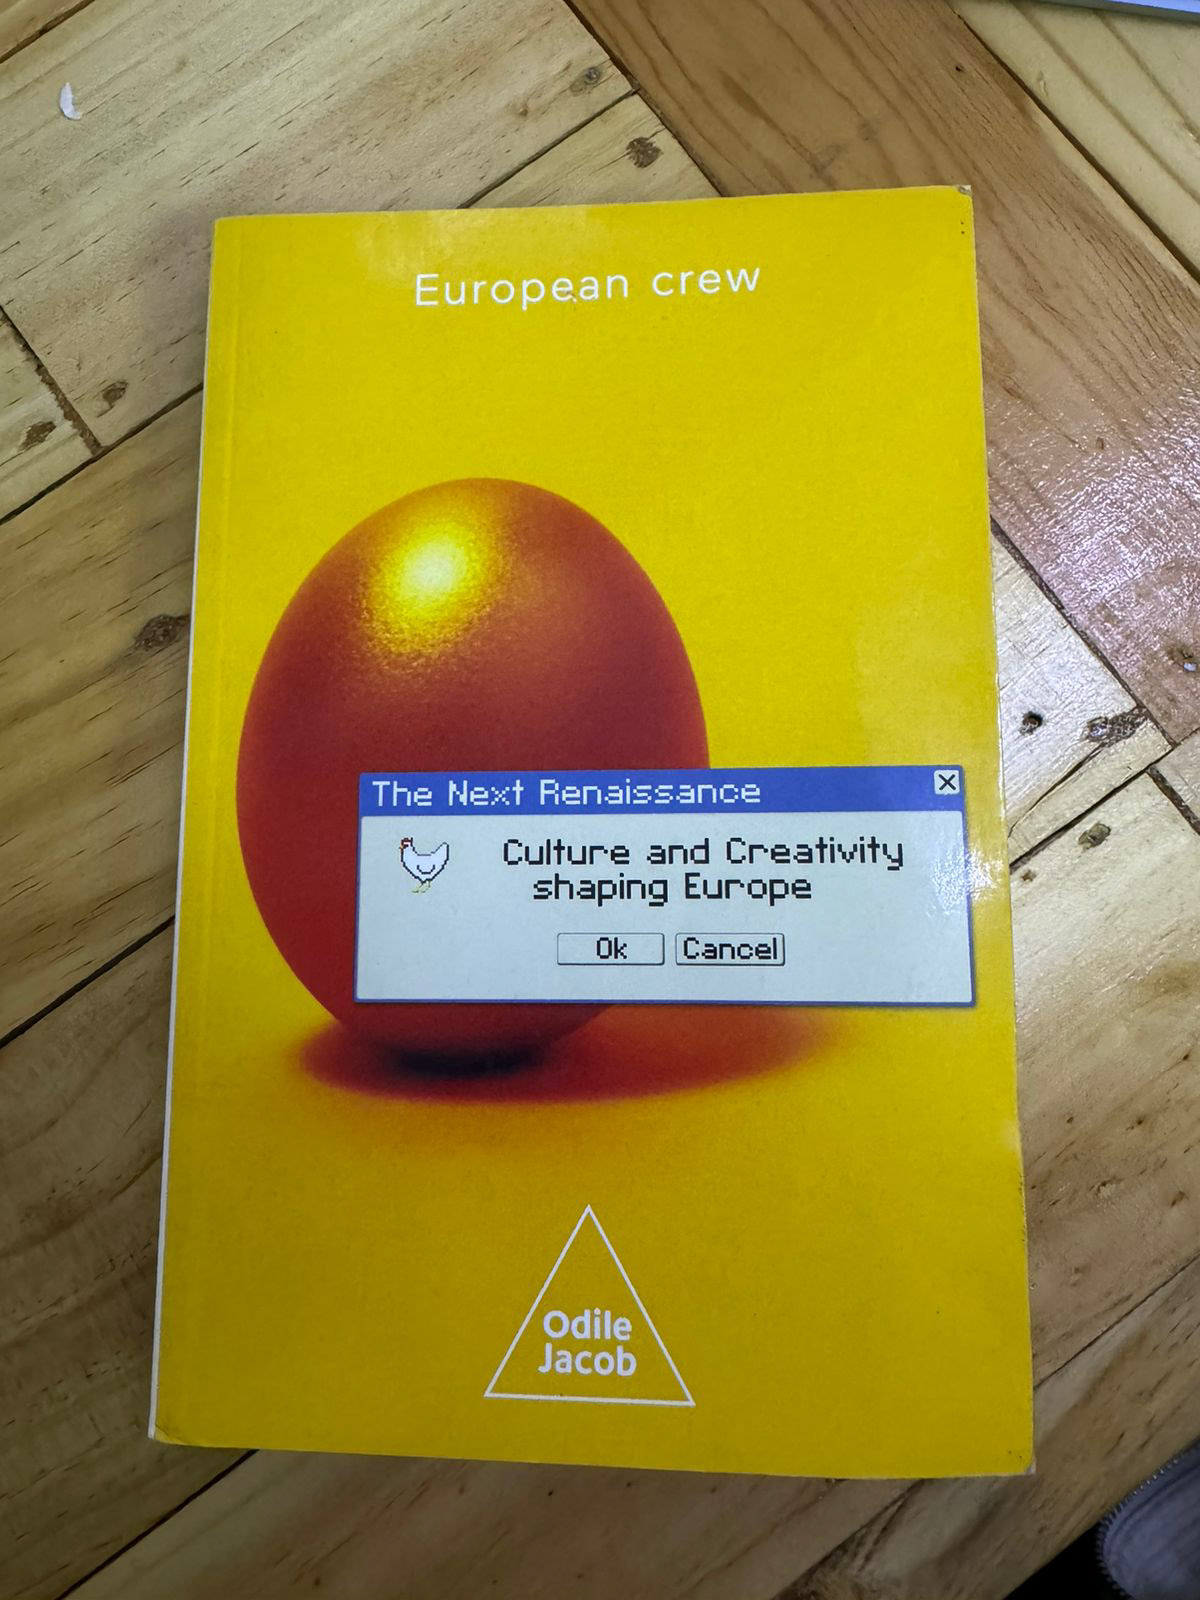 European crew
The Next Renaissance
Culture and Creativity
shaping Europe
Ok
Cancel
Odile
Jacob